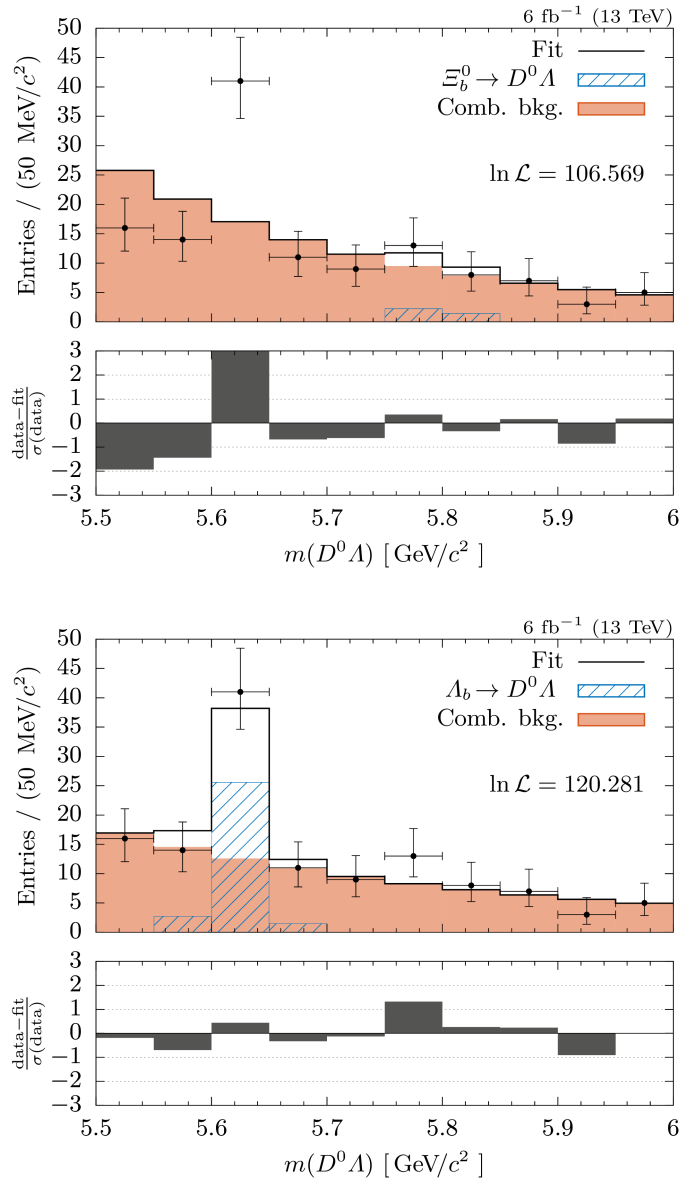 6 fb⁻¹ (13 TeV)
50
45
40
35
30
25
20
15
10
5
0
Entries / (50 MeV/c²)
Fit
Ξ_b⁰ → D⁰Λ
Comb. bkg.
ln ℒ = 106.569
3
2
1
0
−1
−2
−3
data−fit
σ(data)
5.5 5.6 5.7 5.8 5.9 6
m(D⁰Λ) [GeV/c² ]
6 fb⁻¹ (13 TeV)
50
45
40
35
30
25
20
15
10
5
0
Entries / (50 MeV/c²)
Fit
Λ_b → D⁰Λ
Comb. bkg.
ln ℒ = 120.281
3
2
1
0
−1
−2
−3
data−fit
σ(data)
5.5 5.6 5.7 5.8 5.9 6
m(D⁰Λ) [GeV/c² ]